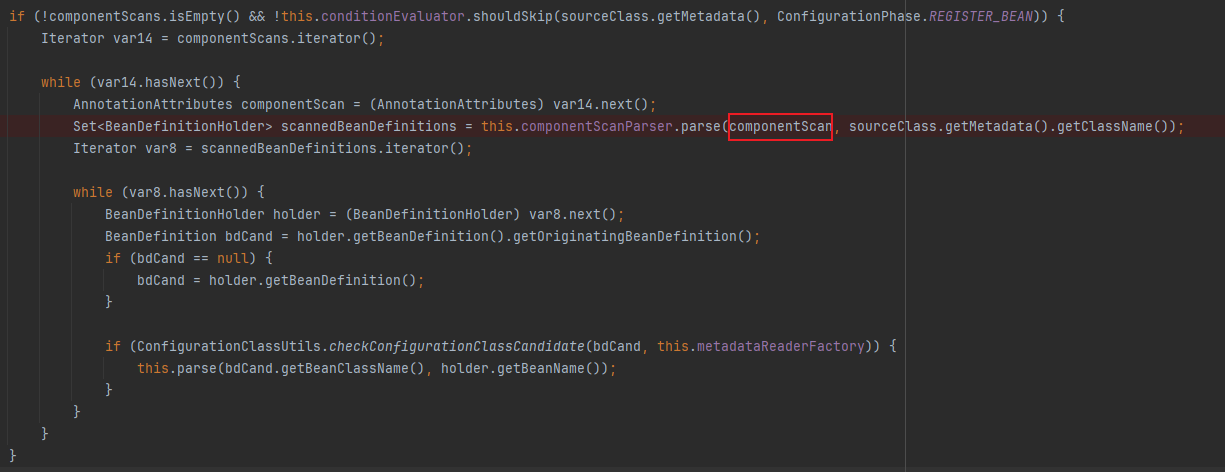 if (!componentScans.isEmpty() && !this.conditionEvaluator.shouldSkip(sourceClass.getMetadata(), ConfigurationPhase.REGISTER_BEAN)) {
Iterator var14 = componentScans.iterator();
while (var14.hasNext()) {
AnnotationAttributes componentScan = (AnnotationAttributes) var14.next();
Set<BeanDefinitionHolder> scannedBeanDefinitions = this.componentScanParser.parse(componentScan, sourceClass.getMetadata().getClassName());
Iterator var8 = scannedBeanDefinitions.iterator();
while (var8.hasNext()) {
BeanDefinitionHolder holder = (BeanDefinitionHolder) var8.next();
BeanDefinition bdCand = holder.getBeanDefinition().getOriginatingBeanDefinition();
if (bdCand == null) {
bdCand = holder.getBeanDefinition();
}
if (ConfigurationClassUtils.checkConfigurationClassCandidate(bdCand, this.metadataReaderFactory)) {
this.parse(bdCand.getBeanClassName(), holder.getBeanName());
}
}
}
}